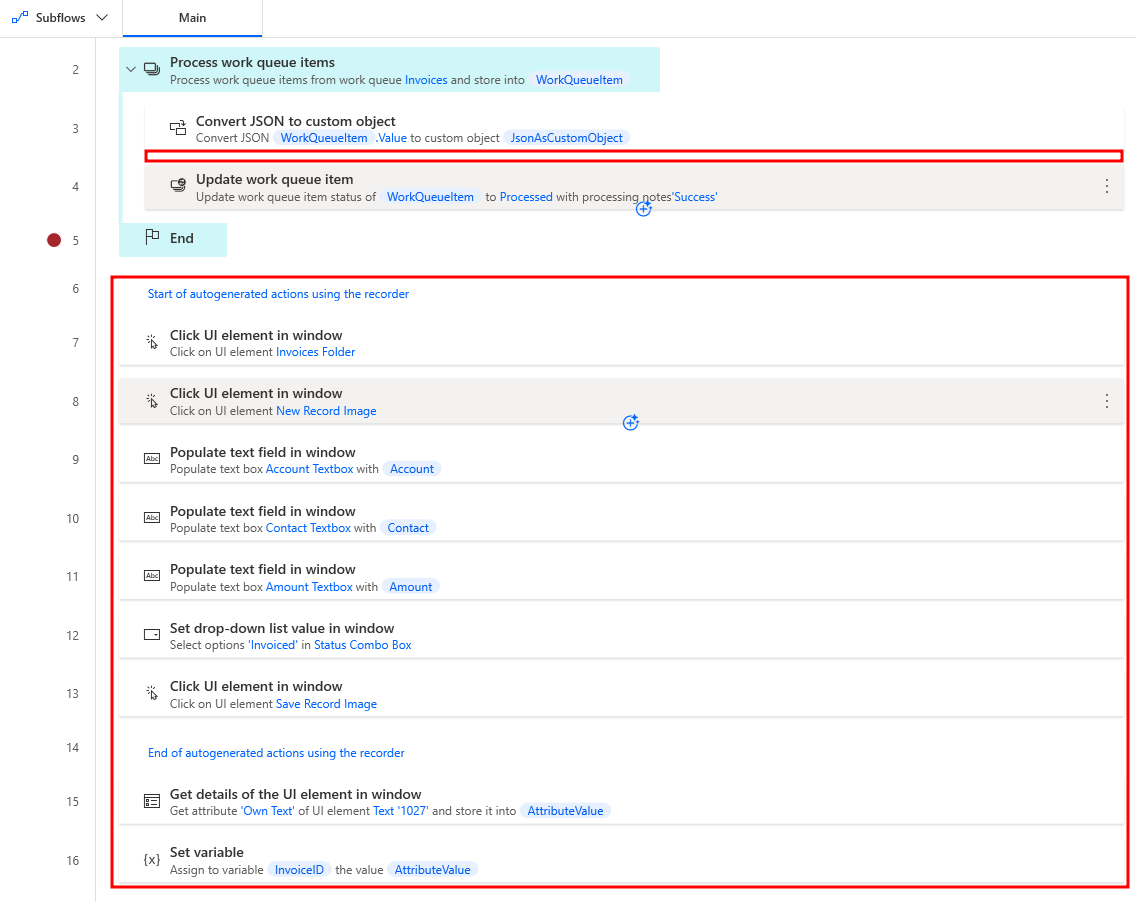 Subflows
Main
2
Process work queue items
Process work queue items from work queue Invoices and store into WorkQueueItem
3
Convert JSON to custom object
Convert JSON WorkQueueItem .Value to custom object JsonAsCustomObject
4
Update work queue item
Update work queue item status of WorkQueueItem to Processed with processing notes'Success'
5
End
6
Start of autogenerated actions using the recorder
7
Click UI element in window
Click on UI element Invoices Folder
8
Click UI element in window
Click on UI element New Record Image
9
Abc
Populate text field in window
Populate text box Account Textbox with Account
10
Abc
Populate text field in window
Populate text box Contact Textbox with Contact
11
Abc
Populate text field in window
Populate text box Amount Textbox with Amount
12
Set drop-down list value in window
Select options 'Invoiced' in Status Combo Box
13
Click UI element in window
Click on UI element Save Record Image
14
End of autogenerated actions using the recorder
15
Get details of the UI element in window
Get attribute 'Own Text' of UI element Text '1027' and store it into AttributeValue
16
{x}
Set variable
Assign to variable InvoiceID the value AttributeValue